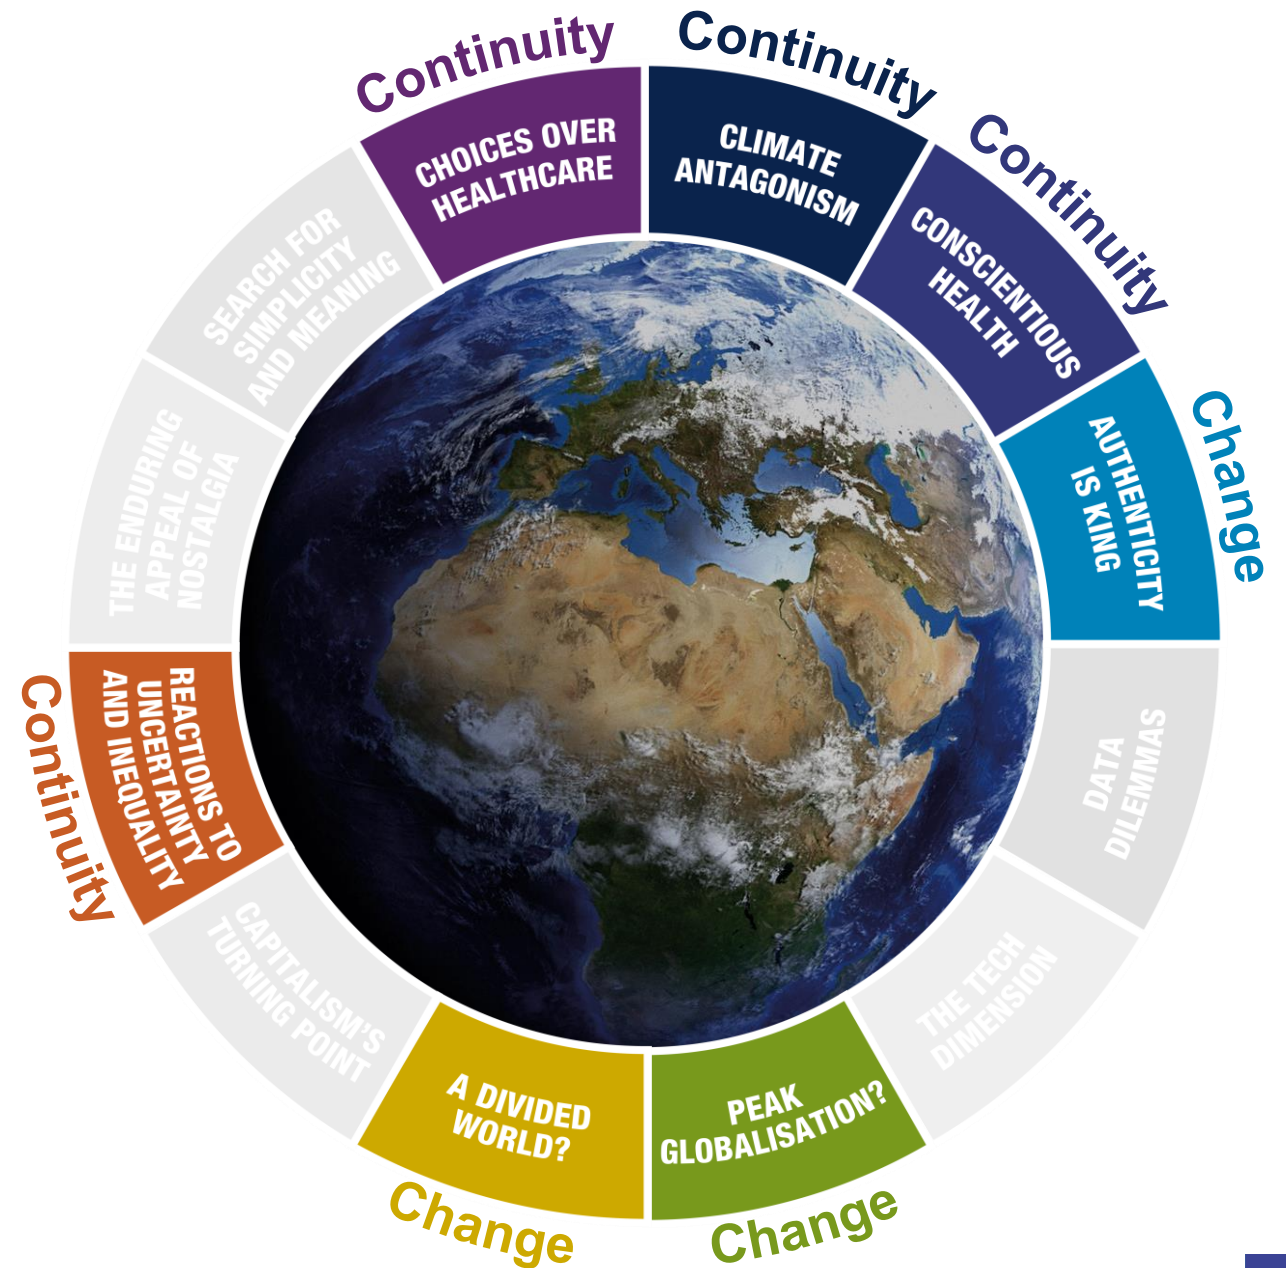 Continuity
CLIMATE
ANTAGONISM
Continuity
CONSCIENTIOUS
HEALTH
Change
AUTHENTICITY
IS KING
DATA
DILEMMAS
THE TECH
DIMENSION
PEAK
GLOBALISATION?
Change
A DIVIDED
WORLD?
Change
CAPITALISM'S
TURNING POINT
Continuity
REACTIONS TO
UNCERTAINTY
AND INEQUALITY
THE ENDURING
APPEAL OF
NOSTALGIA
SEARCH FOR
SIMPLICITY
AND MEANING
Continuity
CHOICES OVER
HEALTHCARE